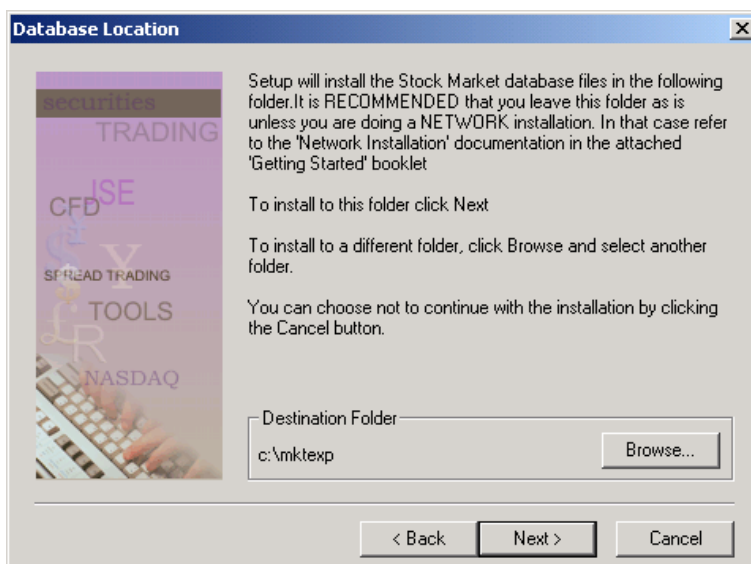 Database Location
securities
TRADING
JSE
CFD
Y
SPREAD TRADING
TOOLS
£
R
NASDAQ
Setup will install the Stock Market database files in the following
folder.It is RECOMMENDED that you leave this folder as is
unless you are doing a NETWORK installation. In that case refer
to the 'Network Installation' documentation in the attached
'Getting Started' booklet
To install to this folder click Next
To install to a different folder, click Browse and select another
folder.
You can choose not to continue with the installation by clicking
the Cancel button.
Destination Folder
c:\mktexp
Browse...
< Back
Next >
Cancel